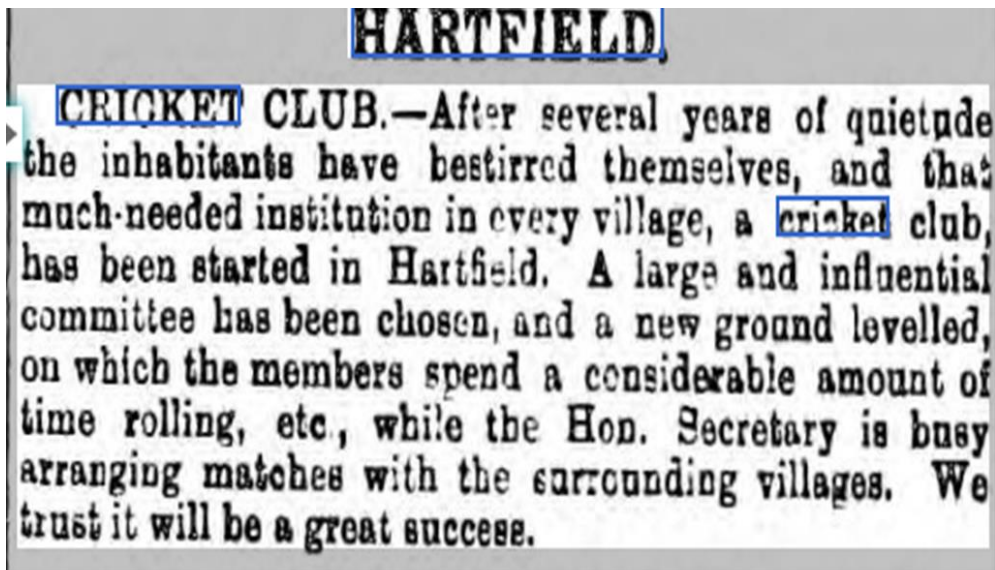 HARTFIELD.
CRICKET CLUB.—After several years of quietude
the inhabitants have bestirred themselves, and that
much-needed institution in every village, a cricket club,
has been started in Hartfield. A large and influential
committee has been chosen, and a new ground levelled,
on which the members spend a considerable amount of
time rolling, etc., while the Hon. Secretary is busy
arranging matches with the surrounding villages. We
trust it will be a great success.